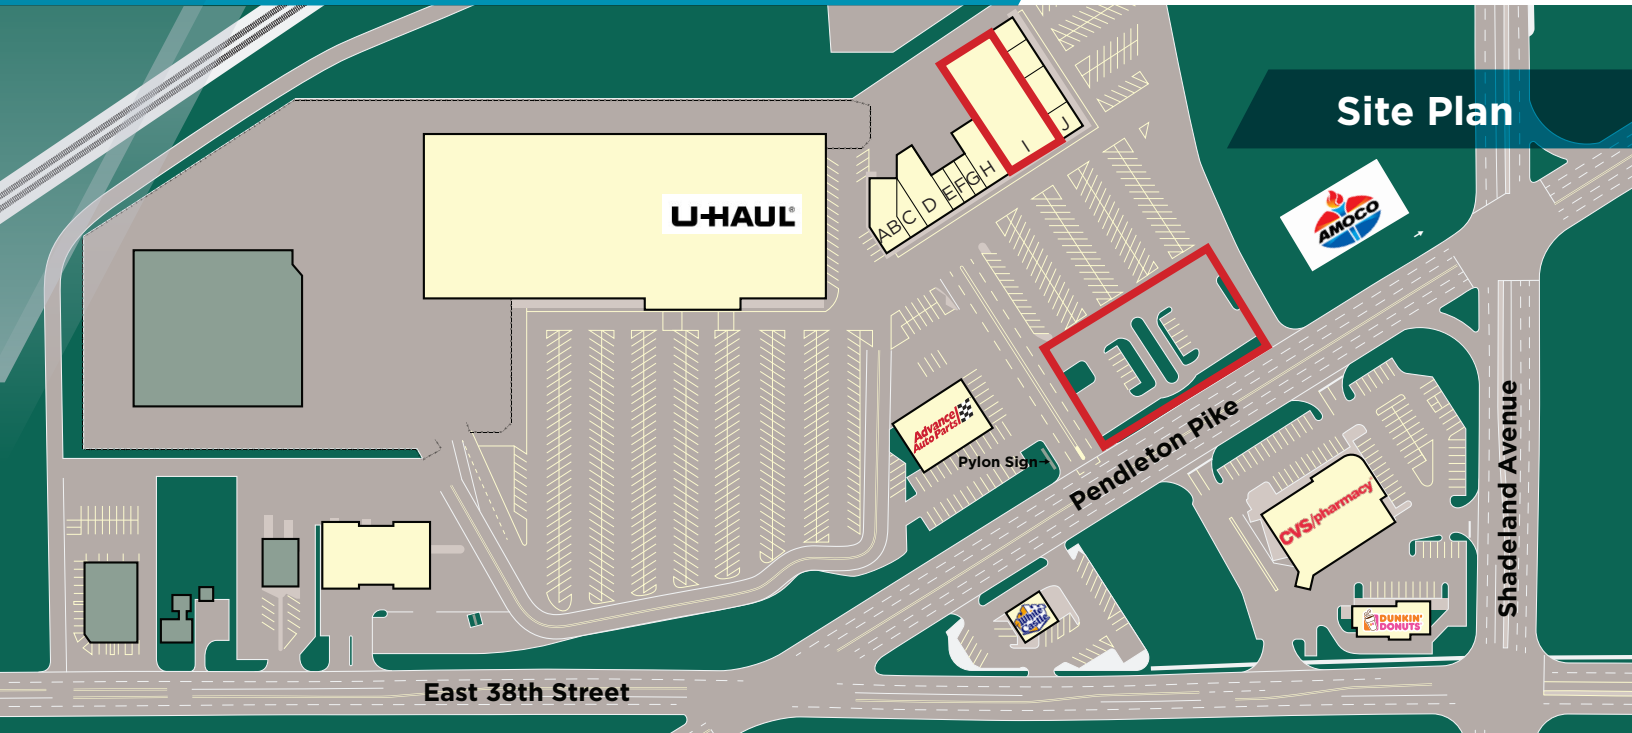 Site Plan
U-HAUL®
A B C D E F G H I J
AMOCO
Advance
Auto Parts
Pylon Sign→
Pendleton Pike
Shadeland Avenue
CVS/pharmacy
White
Castle
DUNKIN'
DONUTS
East 38th Street